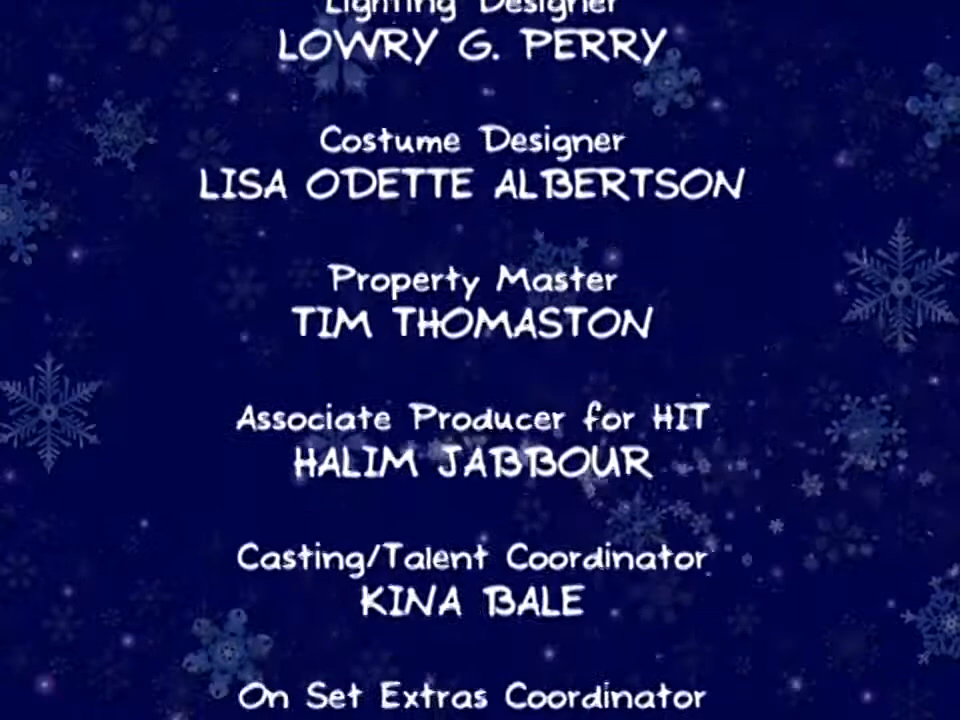 Lighting Designer
LOWRY G. PERRY
Costume Designer
LISA ODETTE ALBERTSON
Property Master
TIM THOMASTON
Associate Producer for HIT
HALIM JABBOUR
Casting/Talent Coordinator
KINA BALE
On Set Extras Coordinator